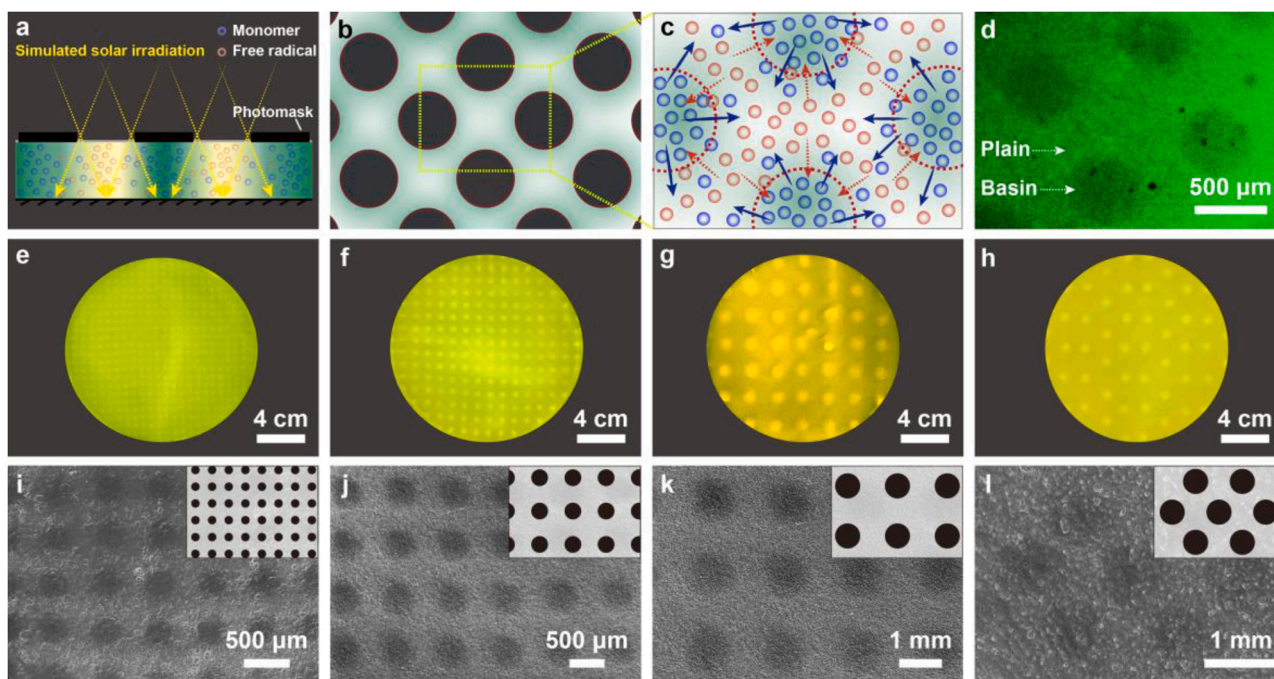 a
Monomer
Simulated solar irradiation
Free radical
Photomask
b
c
d
Plain
Basin
500 μm
e
4 cm
f
4 cm
g
4 cm
h
4 cm
i
500 μm
j
500 μm
k
1 mm
l
1 mm